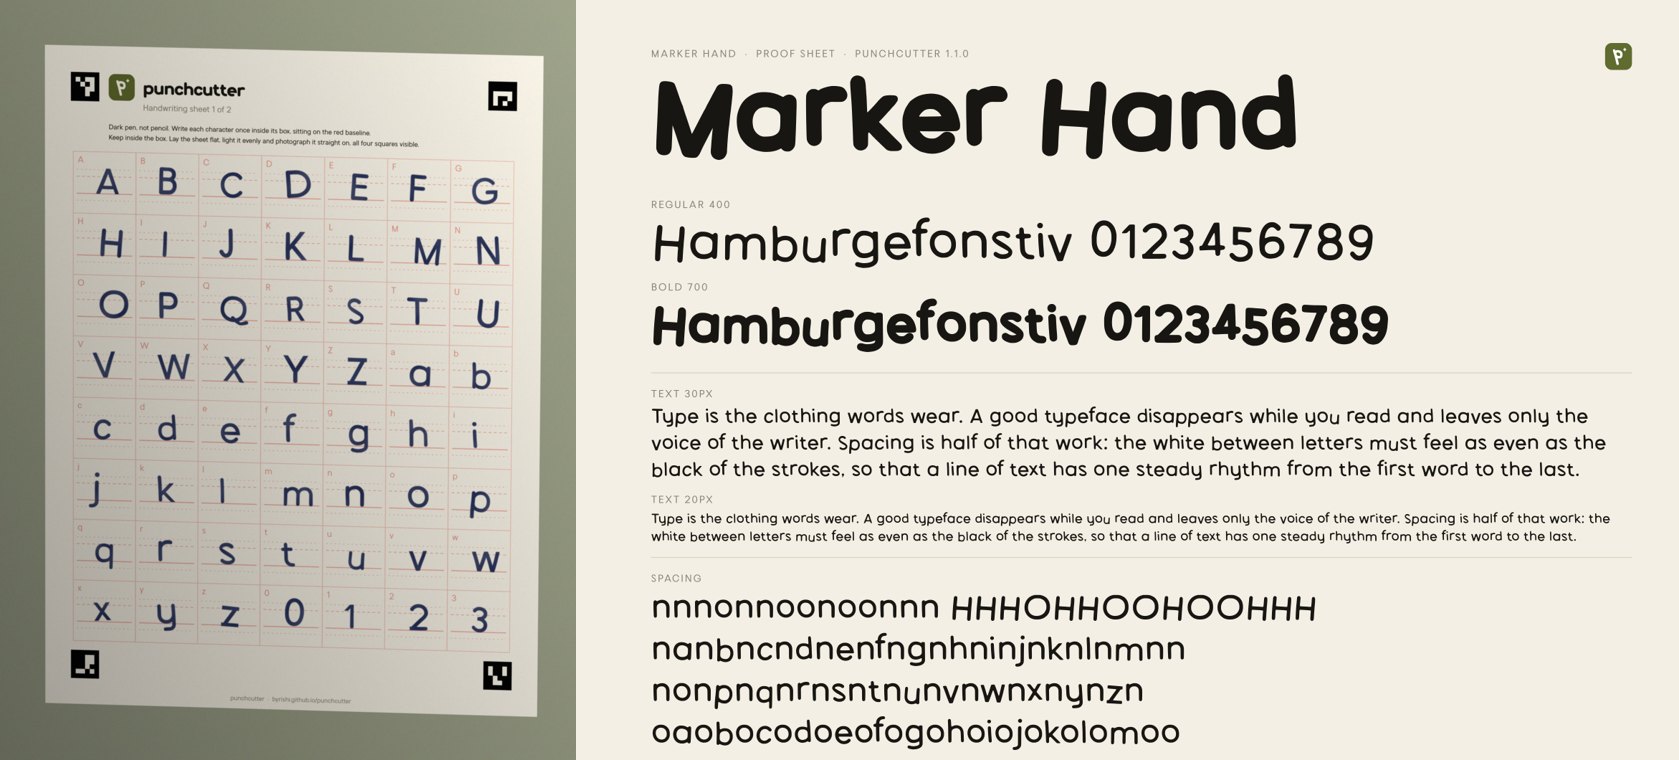 punchcutter
Handwriting sheet 1 of 2
Dark pen, not pencil. Write each character once inside its box, sitting on the red baseline.
Keep inside the box. Lay the sheet flat, light it evenly and photograph it straight on, all four squares visible.
A B C D E F G
A B C D E F G
H I J K L M N
H I J K L M N
O P Q R S T U
O P Q R S T U
V W X Y Z a b
V W X Y Z a b
c d e f g h i
c d e f g h i
j k l m n o p
j k l m n o p
q r s t u v w
q r s t u v w
x y z 0 1 2 3
x y z 0 1 2 3
punchcutter · byrishi.github.io/punchcutter
MARKER HAND · PROOF SHEET · PUNCHCUTTER 1.1.0
Marker Hand
REGULAR 400
Hamburgefonstiv 0123456789
BOLD 700
Hamburgefonstiv 0123456789
TEXT 30PX
Type is the clothing words wear. A good typeface disappears while you read and leaves only the
voice of the writer. Spacing is half of that work: the white between letters must feel as even as the
black of the strokes, so that a line of text has one steady rhythm from the first word to the last.
TEXT 20PX
Type is the clothing words wear. A good typeface disappears while you read and leaves only the voice of the writer. Spacing is half of that work: the
white between letters must feel as even as the black of the strokes, so that a line of text has one steady rhythm from the first word to the last.
SPACING
nnnonnoonoonnn HHHOHHOOHOOHHH
nanbncndnenfngnhninjnknlnmnn
nonpnqnrnsntnunvnwnxnynzn
oaobocodoeofogohoiojokolomoo